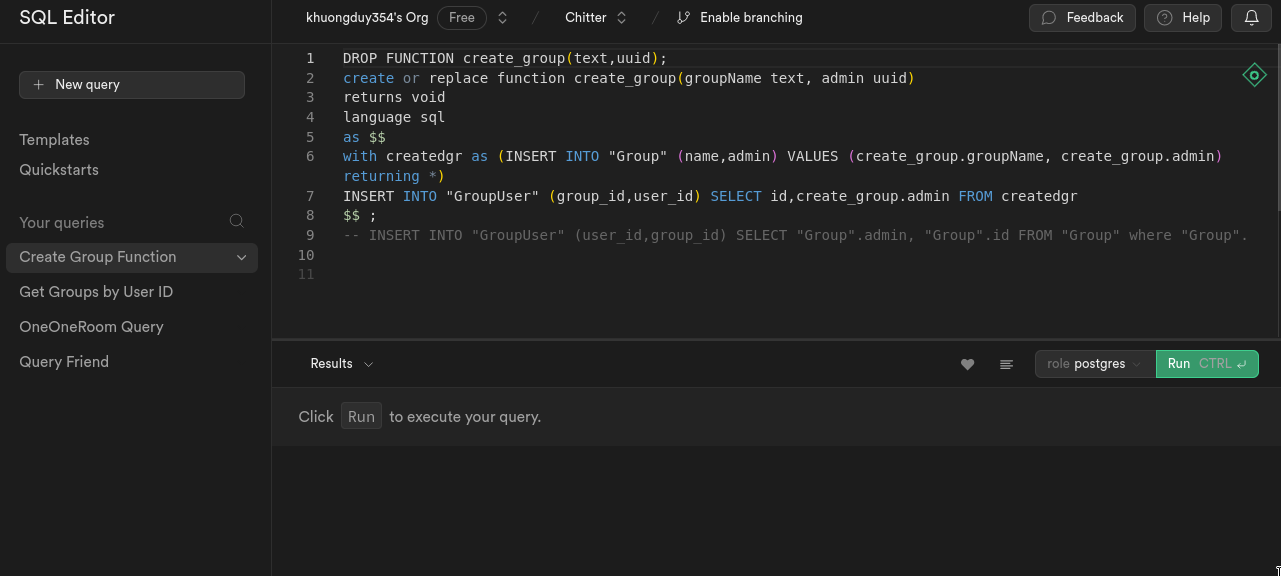 SQL Editor
khuongduy354's Org Free / Chitter / Enable branching Feedback Help
New query
Templates
Quickstarts
Your queries
Create Group Function
Get Groups by User ID
OneOneRoom Query
Query Friend
1 DROP FUNCTION create_group(text,uuid);
2 create or replace function create_group(groupName text, admin uuid)
3 returns void
4 language sql
5 as $$
6 with createdgr as (INSERT INTO "Group" (name,admin) VALUES (create_group.groupName, create_group.admin)
returning *)
7 INSERT INTO "GroupUser" (group_id,user_id) SELECT id,create_group.admin FROM createdgr
8 $$ ;
9 -- INSERT INTO "GroupUser" (user_id,group_id) SELECT "Group".admin, "Group".id FROM "Group" where "Group".
10
11
Results role postgres Run CTRL ↵
Click Run to execute your query.